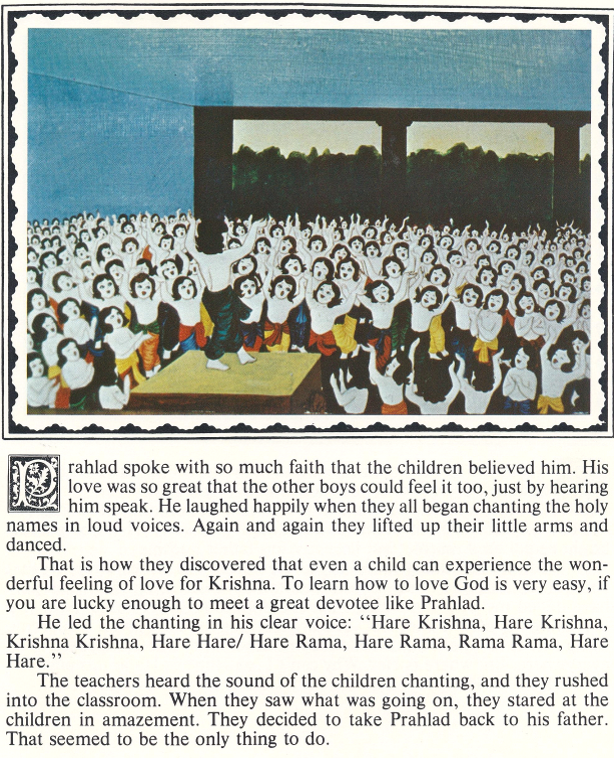 Prahlad spoke with so much faith that the children believed him. His
love was so great that the other boys could feel it too, just by hearing
him speak. He laughed happily when they all began chanting the holy
names in loud voices. Again and again they lifted up their little arms and
danced.
That is how they discovered that even a child can experience the won-
derful feeling of love for Krishna. To learn how to love God is very easy, if
you are lucky enough to meet a great devotee like Prahlad.
He led the chanting in his clear voice: “Hare Krishna, Hare Krishna,
Krishna Krishna, Hare Hare/ Hare Rama, Hare Rama, Rama Rama, Hare
Hare.”
The teachers heard the sound of the children chanting, and they rushed
into the classroom. When they saw what was going on, they stared at the
children in amazement. They decided to take Prahlad back to his father.
That seemed to be the only thing to do.